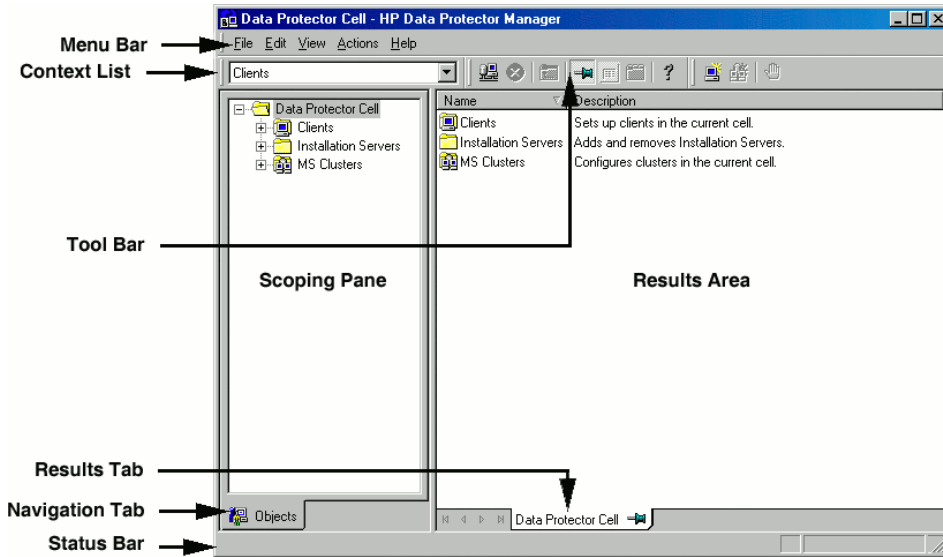 Data Protector Cell - HP Data Protector Manager
Menu Bar
File Edit View Actions Help
Context List
Clients
Data Protector Cell
Clients
Installation Servers
MS Clusters
Name Description
Clients Sets up clients in the current cell.
Installation Servers Adds and removes Installation Servers.
MS Clusters Configures clusters in the current cell.
Tool Bar
Scoping Pane
Results Area
Results Tab
Navigation Tab
Objects
Data Protector Cell
Status Bar